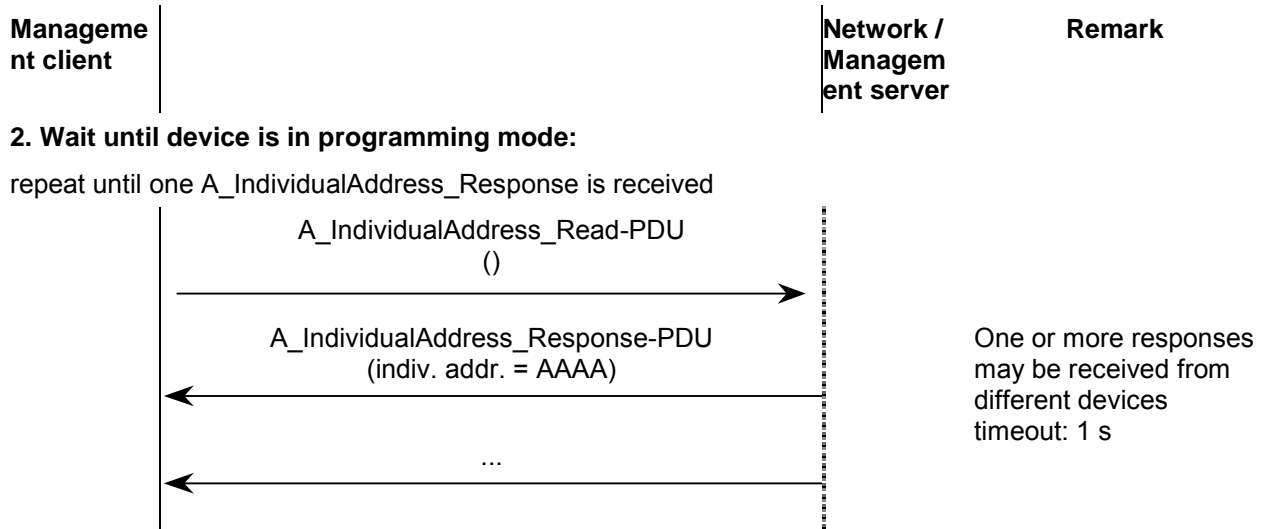 Manageme
nt client
Network /
Managem
ent server
Remark
2. Wait until device is in programming mode:
repeat until one A_IndividualAddress_Response is received
A_IndividualAddress_Read-PDU
()
A_IndividualAddress_Response-PDU
(indiv. addr. = AAAA)
One or more responses
may be received from
different devices
timeout: 1 s
...